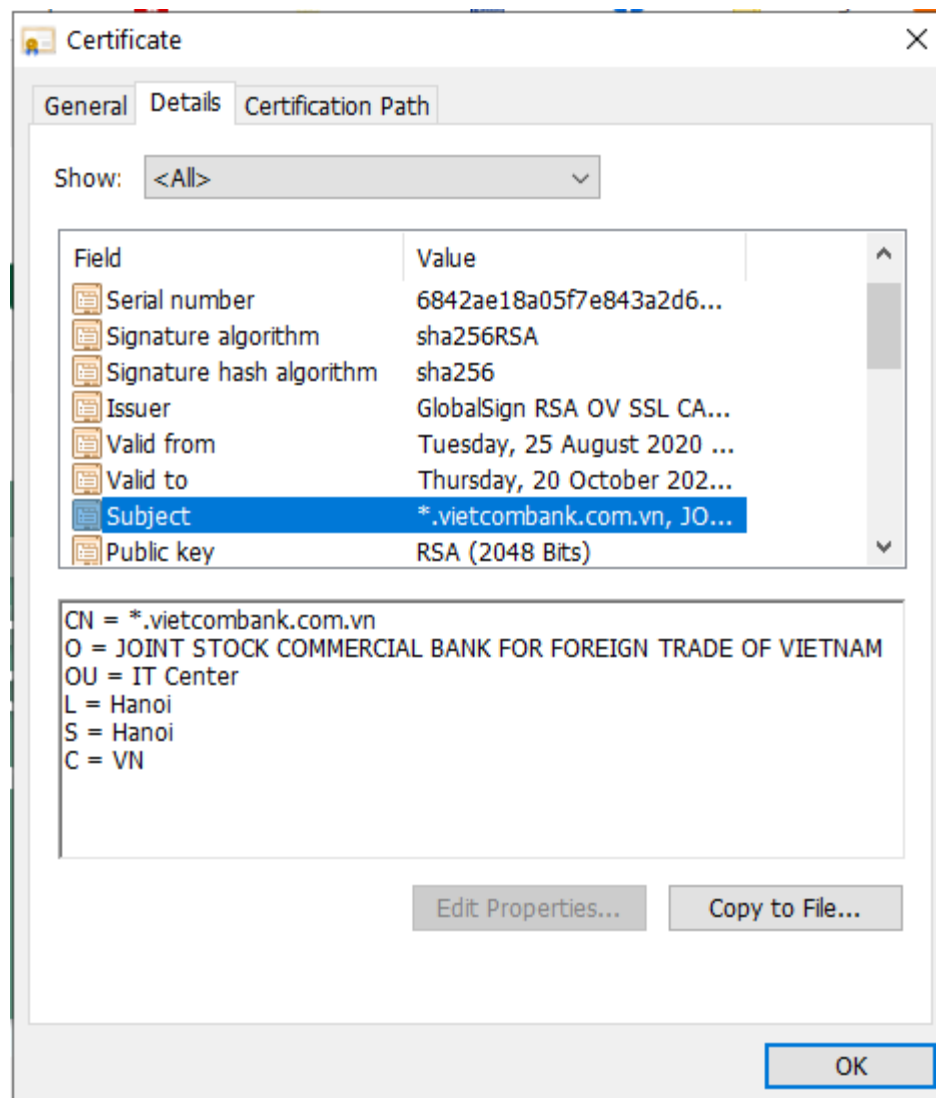 Certificate
General Details Certification Path
Show: <All>
Field Value
Serial number 6842ae18a05f7e843a2d6...
Signature algorithm sha256RSA
Signature hash algorithm sha256
Issuer GlobalSign RSA OV SSL CA...
Valid from Tuesday, 25 August 2020 ...
Valid to Thursday, 20 October 202...
Subject *.vietcombank.com.vn, JO...
Public key RSA (2048 Bits)
CN = *.vietcombank.com.vn
O = JOINT STOCK COMMERCIAL BANK FOR FOREIGN TRADE OF VIETNAM
OU = IT Center
L = Hanoi
S = Hanoi
C = VN
Edit Properties... Copy to File...
OK